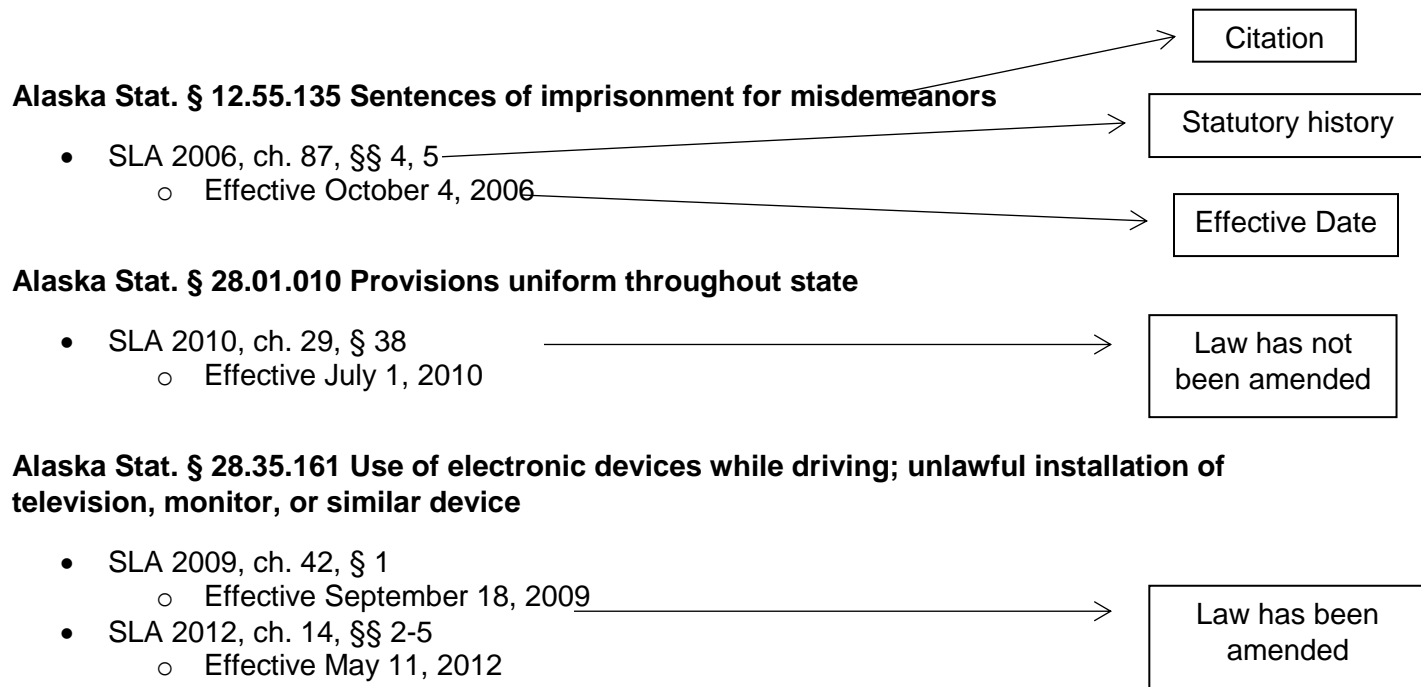 Citation
Alaska Stat. § 12.55.135 Sentences of imprisonment for misdemeanors
Statutory history
• SLA 2006, ch. 87, §§ 4, 5
o Effective October 4, 2006
Effective Date
Alaska Stat. § 28.01.010 Provisions uniform throughout state
• SLA 2010, ch. 29, § 38
o Effective July 1, 2010
Law has not
been amended
Alaska Stat. § 28.35.161 Use of electronic devices while driving; unlawful installation of
television, monitor, or similar device
• SLA 2009, ch. 42, § 1
o Effective September 18, 2009
• SLA 2012, ch. 14, §§ 2-5
o Effective May 11, 2012
Law has been
amended